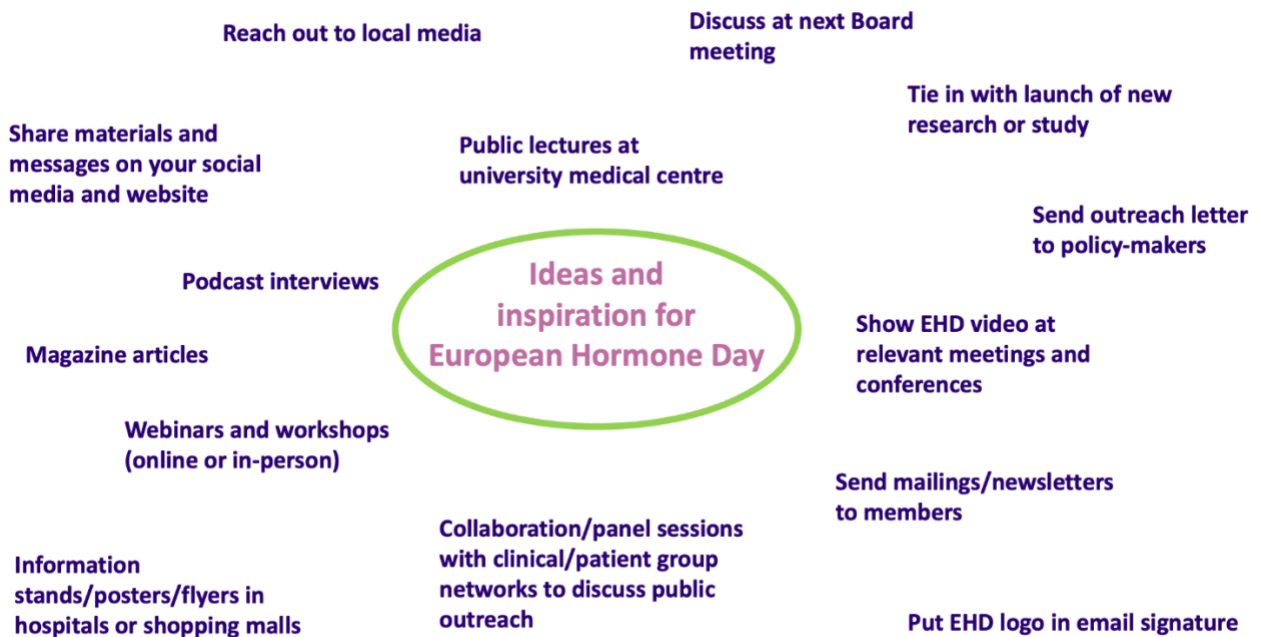 Reach out to local media
Discuss at next Board
meeting
Tie in with launch of new
research or study
Share materials and
messages on your social
media and website
Public lectures at
university medical centre
Send outreach letter
to policy-makers
Ideas and
inspiration for
European Hormone Day
Podcast interviews
Show EHD video at
relevant meetings and
conferences
Magazine articles
Webinars and workshops
(online or in-person)
Send mailings/newsletters
to members
Collaboration/panel sessions
with clinical/patient group
networks to discuss public
outreach
Information
stands/posters/flyers in
hospitals or shopping malls
Put EHD logo in email signature